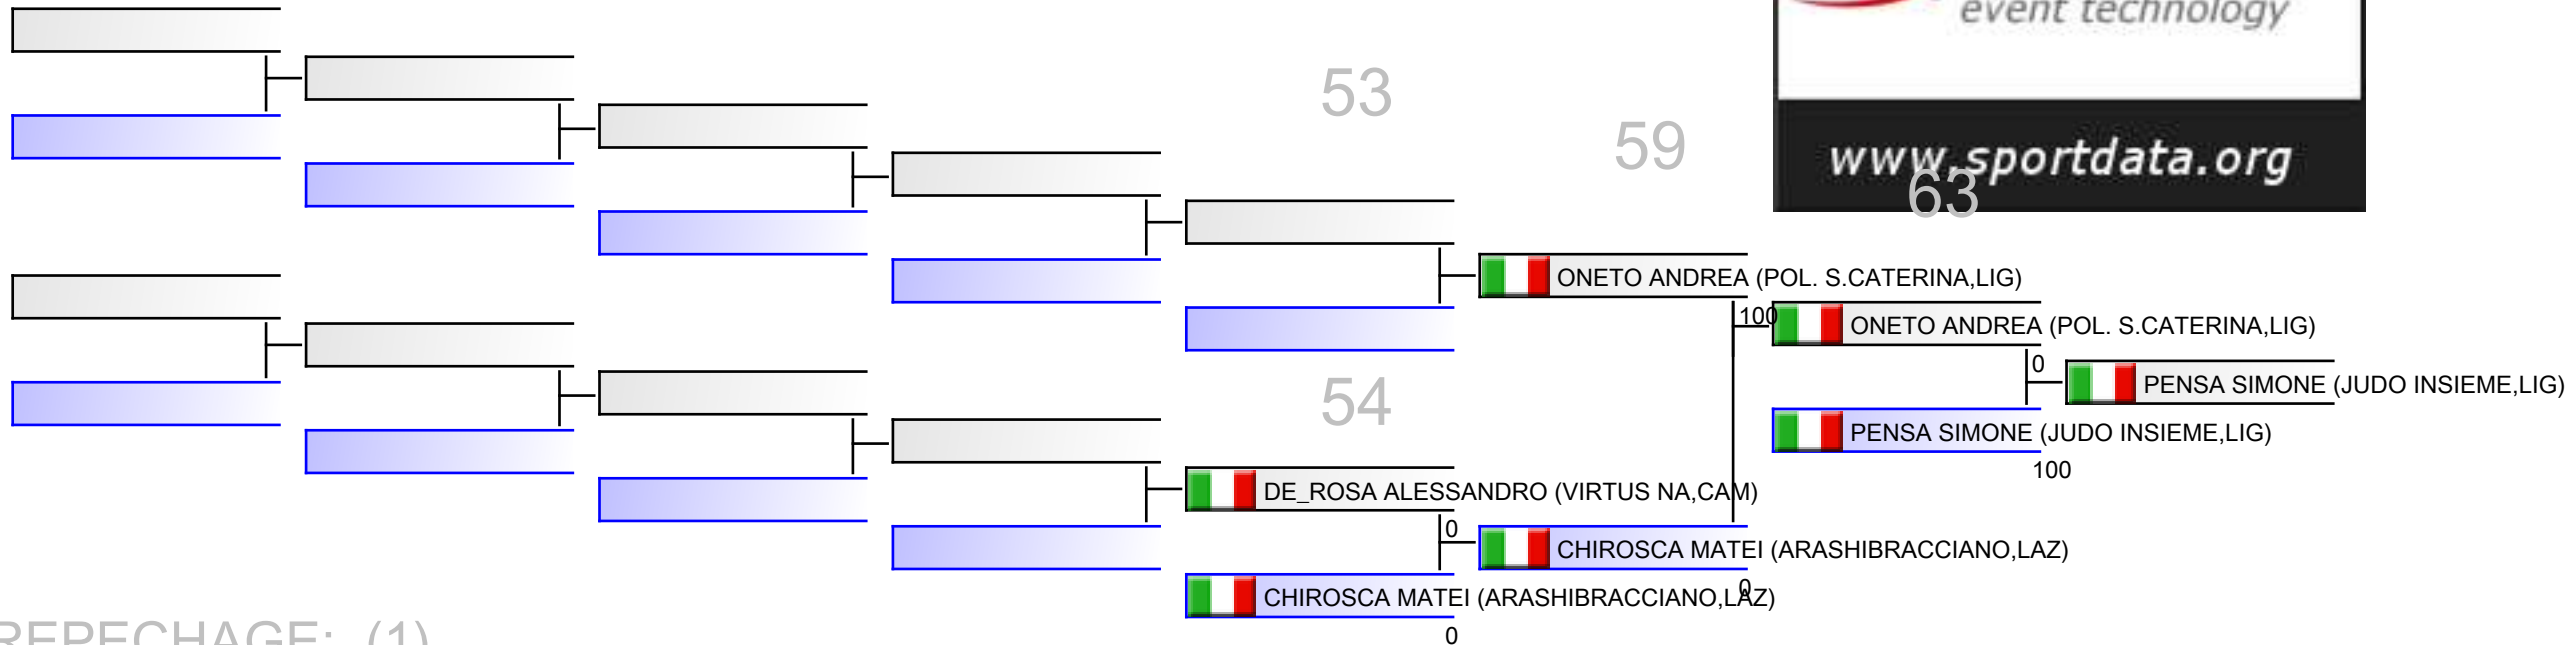 event technology
www.sportdata.org
53
59
63
ONETO ANDREA (POL. S.CATERINA,LIG)
100
ONETO ANDREA (POL. S.CATERINA,LIG)
0
PENSA SIMONE (JUDO INSIEME,LIG)
54
PENSA SIMONE (JUDO INSIEME,LIG)
100
DE_ROSA ALESSANDRO (VIRTUS NA,CAM)
0
CHIROSCA MATEI (ARASHIBRACCIANO,LAZ)
0
CHIROSCA MATEI (ARASHIBRACCIANO,LAZ)
0
REPECHAGE: (1)